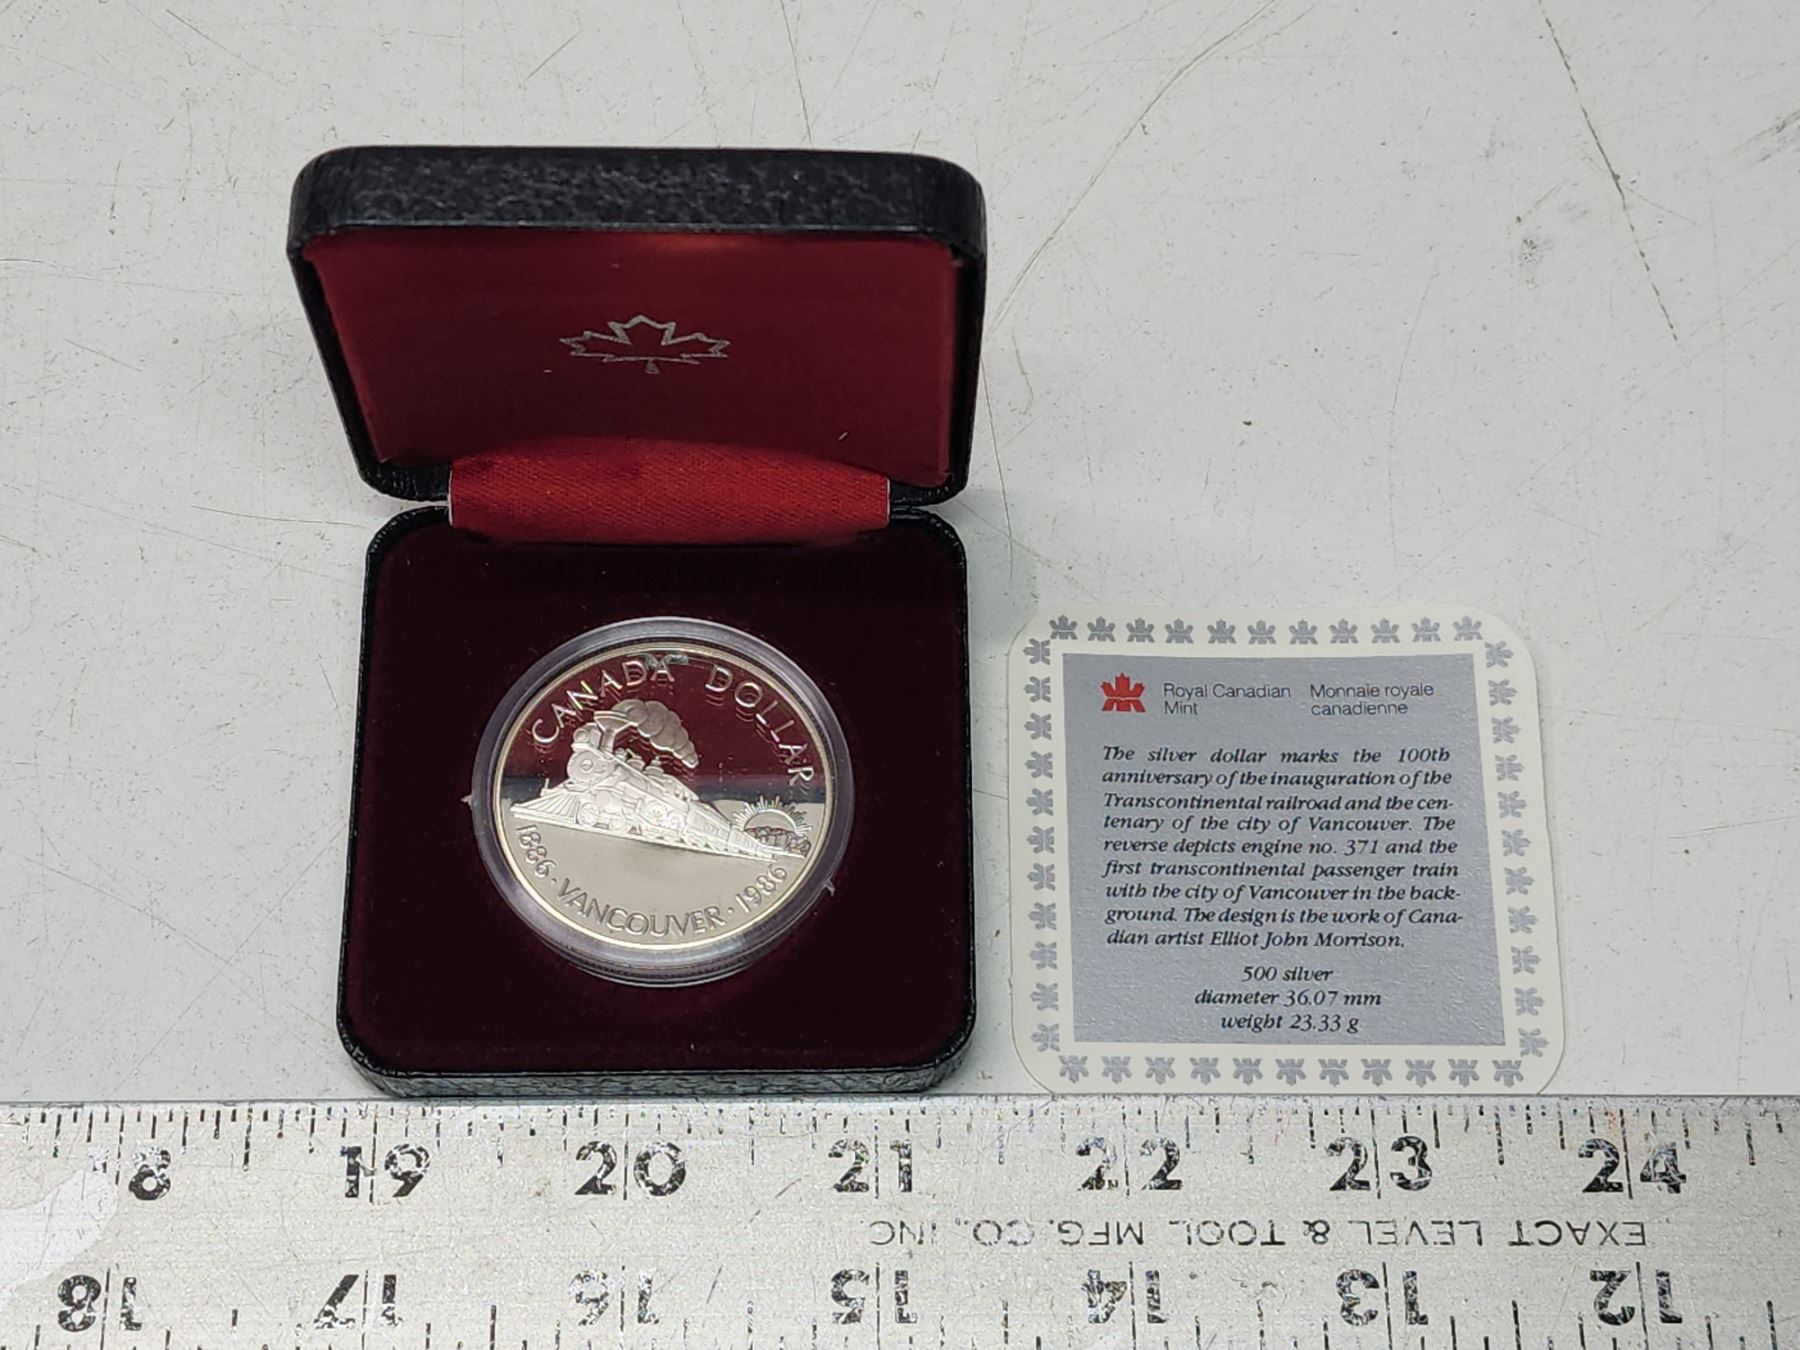 CANADA DOLLAR
1886 · VANCOUVER · 1986
Royal Canadian Mint
Monnaie royale canadienne
The silver dollar marks the 100th
anniversary of the inauguration of the
Transcontinental railroad and the cen-
tenary of the city of Vancouver. The
reverse depicts engine no. 371 and the
first transcontinental passenger train
with the city of Vancouver in the back-
ground. The design is the work of Cana-
dian artist Elliot John Morrison.
500 silver
diameter 36.07 mm
weight 23.33 g
18 19 20 21 22 23 24
EXACT LEVEL & TOOL MFG. CO., INC.
18 17 16 15 14 13 12